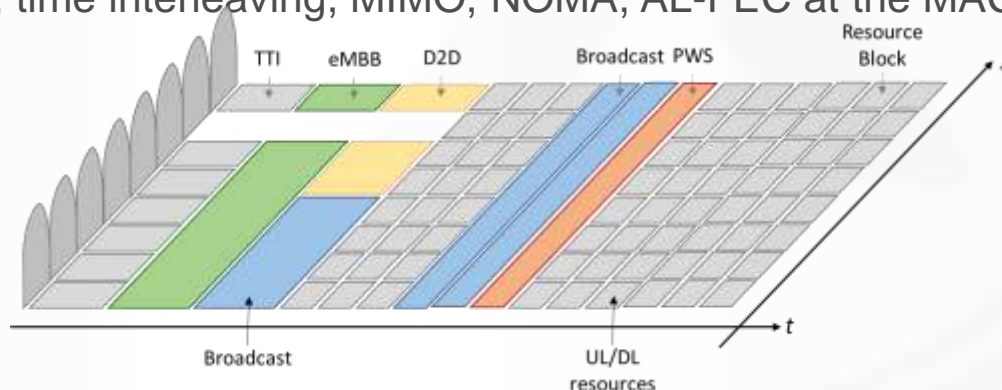 time interleaving, MIMO, NOMA, AL-FEC at the MAC
TTI eMBB D2D Broadcast PWS Resource
Block
t
Broadcast UL/DL
resources